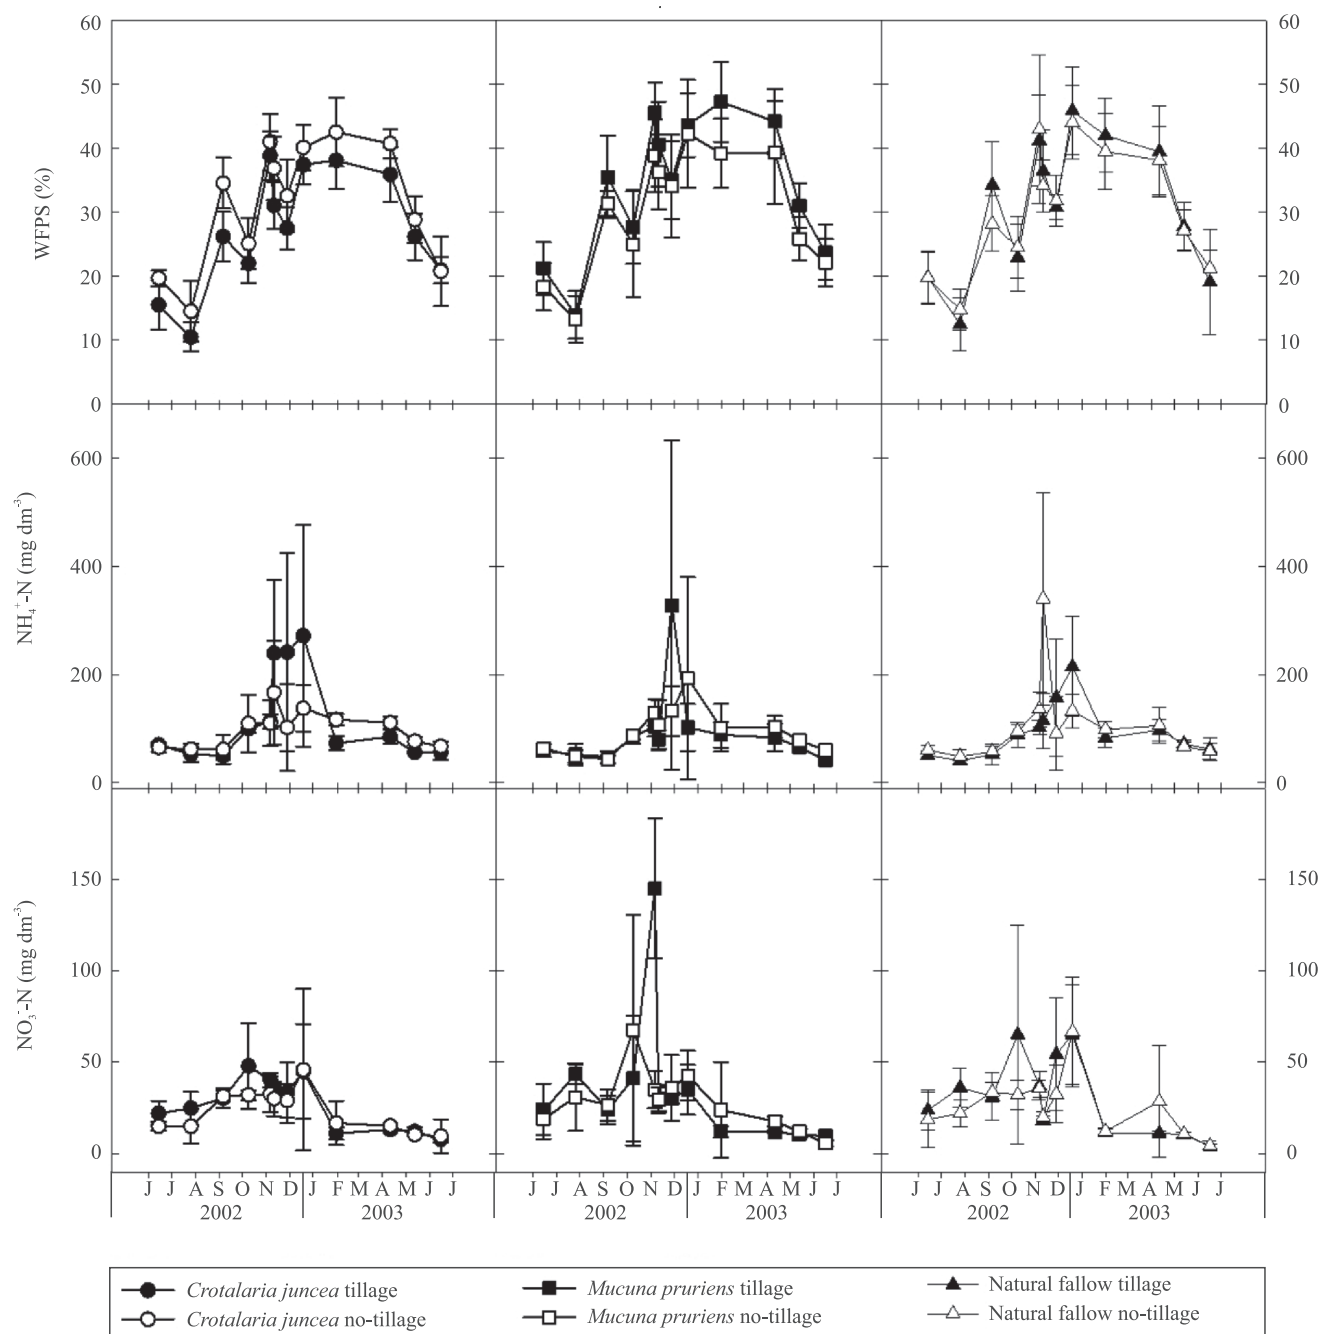 60 60
50 50
40 40
WFPS (%)
30 30
20 20
10 10
0 0
600 600
NH₄⁺-N (mg dm⁻³)
400 400
200 200
0 0
150 150
NO₃⁻-N (mg dm⁻³)
100 100
50 50
0 0
J J A S O N D J F M A M J J J A S O N D J F M A M J J J A S O N D J F M A M J
J J A S O N D J F M A M J
2002 2003 2002 2003 2002 2003
Crotalaria juncea tillage Mucuna pruriens tillage Natural fallow tillage
Crotalaria juncea no-tillage Mucuna pruriens no-tillage Natural fallow no-tillage